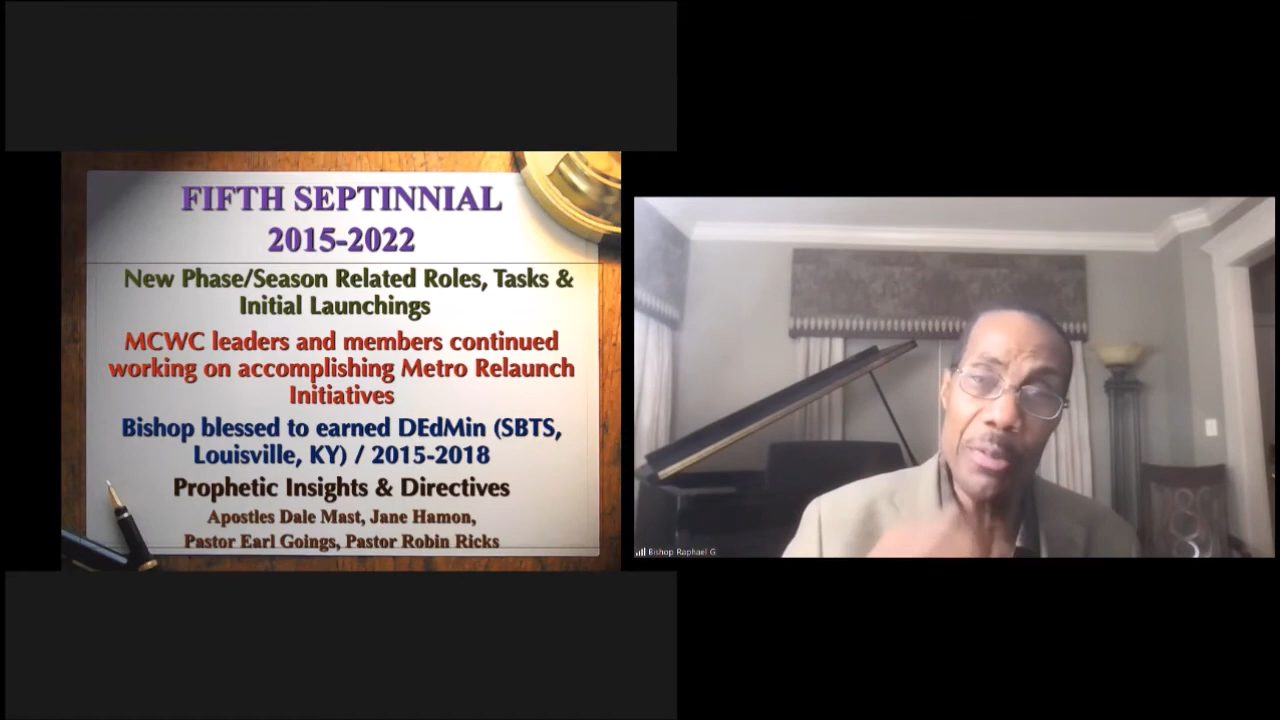 FIFTH SEPTINNIAL
2015-2022
New Phase/Season Related Roles, Tasks &
Initial Launchings
MCWC leaders and members continued
working on accomplishing Metro Relaunch
Initiatives
Bishop blessed to earned DEdMin (SBTS,
Louisville, KY) / 2015-2018
Prophetic Insights & Directives
Apostles Dale Mast, Jane Hamon,
Pastor Earl Goings, Pastor Robin Ricks
Bishop Raphael G